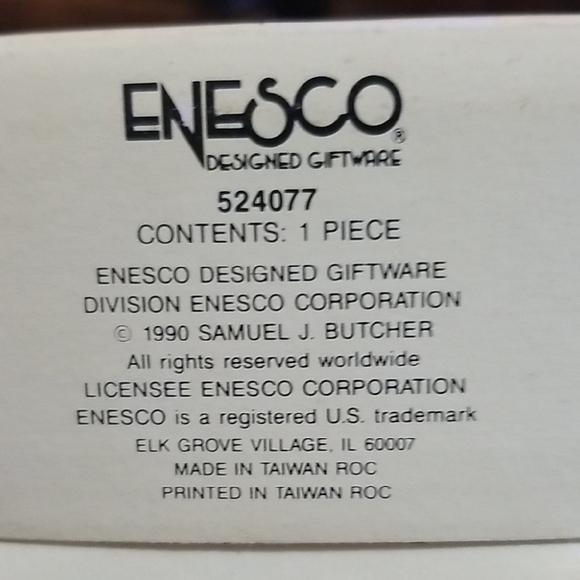 ENESCO®
DESIGNED GIFTWARE
524077
CONTENTS: 1 PIECE
ENESCO DESIGNED GIFTWARE
DIVISION ENESCO CORPORATION
© 1990 SAMUEL J. BUTCHER
All rights reserved worldwide
LICENSEE ENESCO CORPORATION
ENESCO is a registered U.S. trademark
ELK GROVE VILLAGE, IL 60007
MADE IN TAIWAN ROC
PRINTED IN TAIWAN ROC